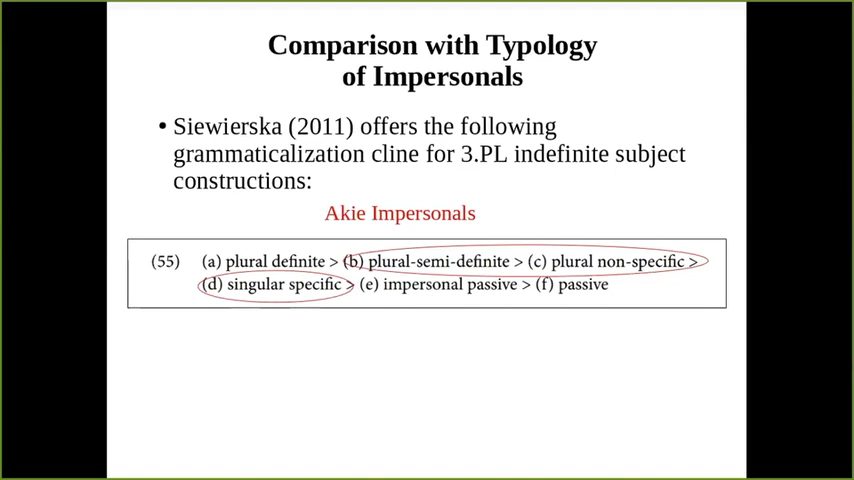 Comparison with Typology
of Impersonals
• Siewierska (2011) offers the following
grammaticalization cline for 3.PL indefinite subject
constructions:
Akie Impersonals
(55) (a) plural definite > (b) plural-semi-definite > (c) plural non-specific >
(d) singular specific > (e) impersonal passive > (f) passive